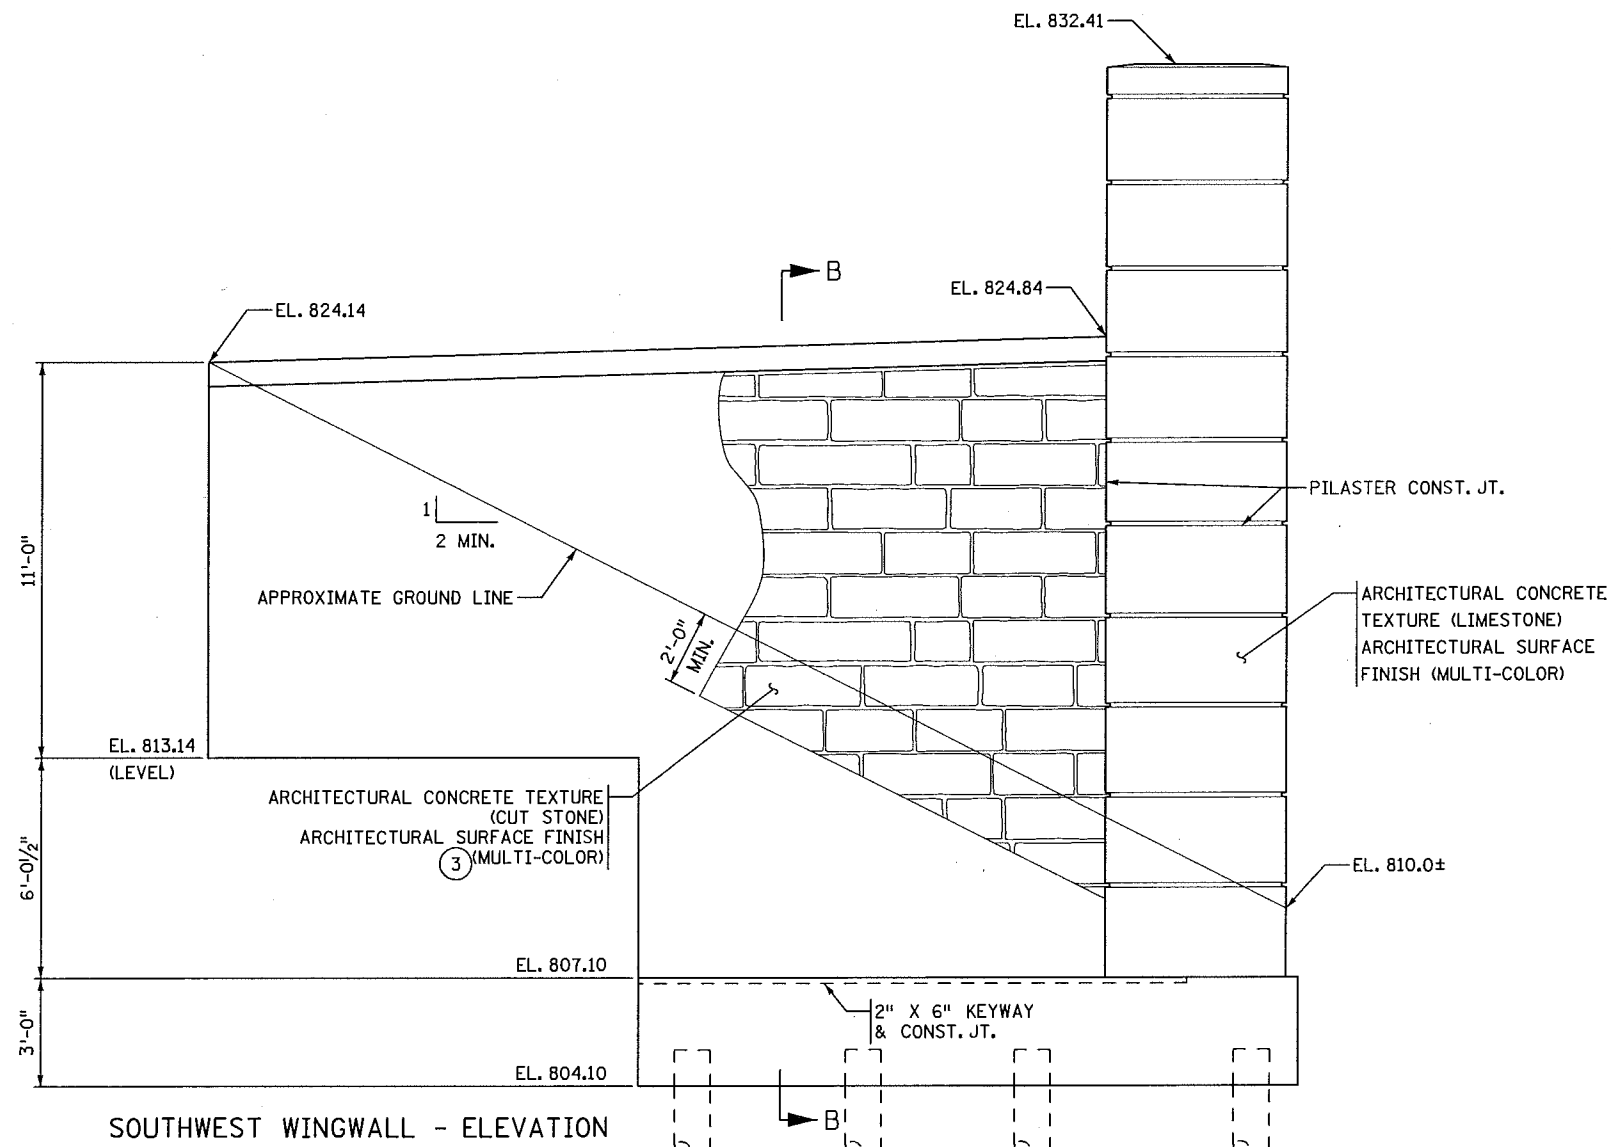 EL. 832.41
B
EL. 824.84
EL. 824.14
PILASTER CONST. JT.
1
2 MIN.
11'-0"
APPROXIMATE GROUND LINE
ARCHITECTURAL CONCRETE
TEXTURE (LIMESTONE)
ARCHITECTURAL SURFACE
FINISH (MULTI-COLOR)
2'-0"
MIN.
EL. 813.14
(LEVEL)
ARCHITECTURAL CONCRETE TEXTURE
(CUT STONE)
ARCHITECTURAL SURFACE FINISH
3 (MULTI-COLOR)
EL. 810.0±
6'-0½"
EL. 807.10
2" X 6" KEYWAY
& CONST. JT.
3'-0"
EL. 804.10
B
SOUTHWEST WINGWALL - ELEVATION